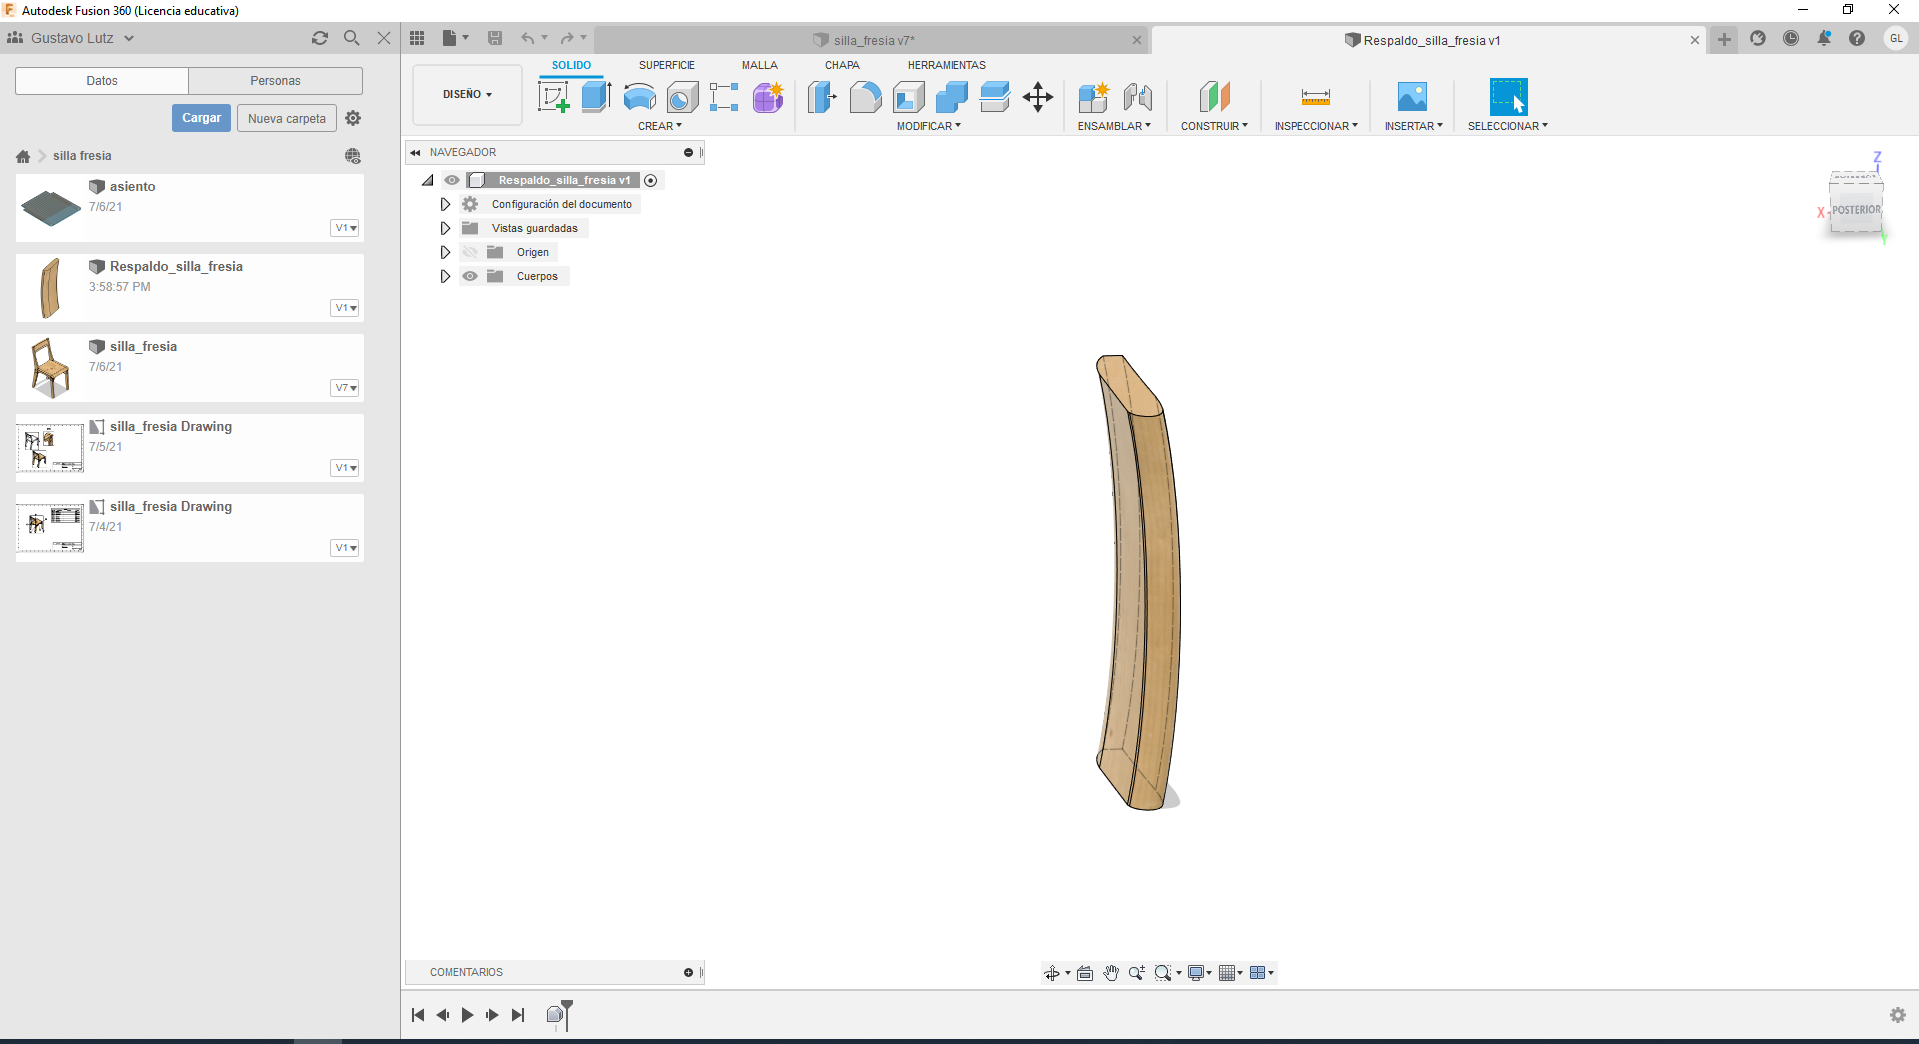 Autodesk Fusion 360 (Licencia educativa)
Gustavo Lutz
silla_fresia v7*
Respaldo_silla_fresia v1
GL
Datos
Personas
Cargar
Nueva carpeta
silla fresia
asiento
7/6/21
V1
Respaldo_silla_fresia
3:58:57 PM
V1
silla_fresia
7/6/21
V7
silla_fresia Drawing
7/5/21
V1
silla_fresia Drawing
7/4/21
V1
DISEÑO
SOLIDO
SUPERFICIE
MALLA
CHAPA
HERRAMIENTAS
CREAR
MODIFICAR
ENSAMBLAR
CONSTRUIR
INSPECCIONAR
INSERTAR
SELECCIONAR
NAVEGADOR
Respaldo_silla_fresia v1
Configuración del documento
Vistas guardadas
Origen
Cuerpos
Z
X
POSTERIOR
Y
COMENTARIOS